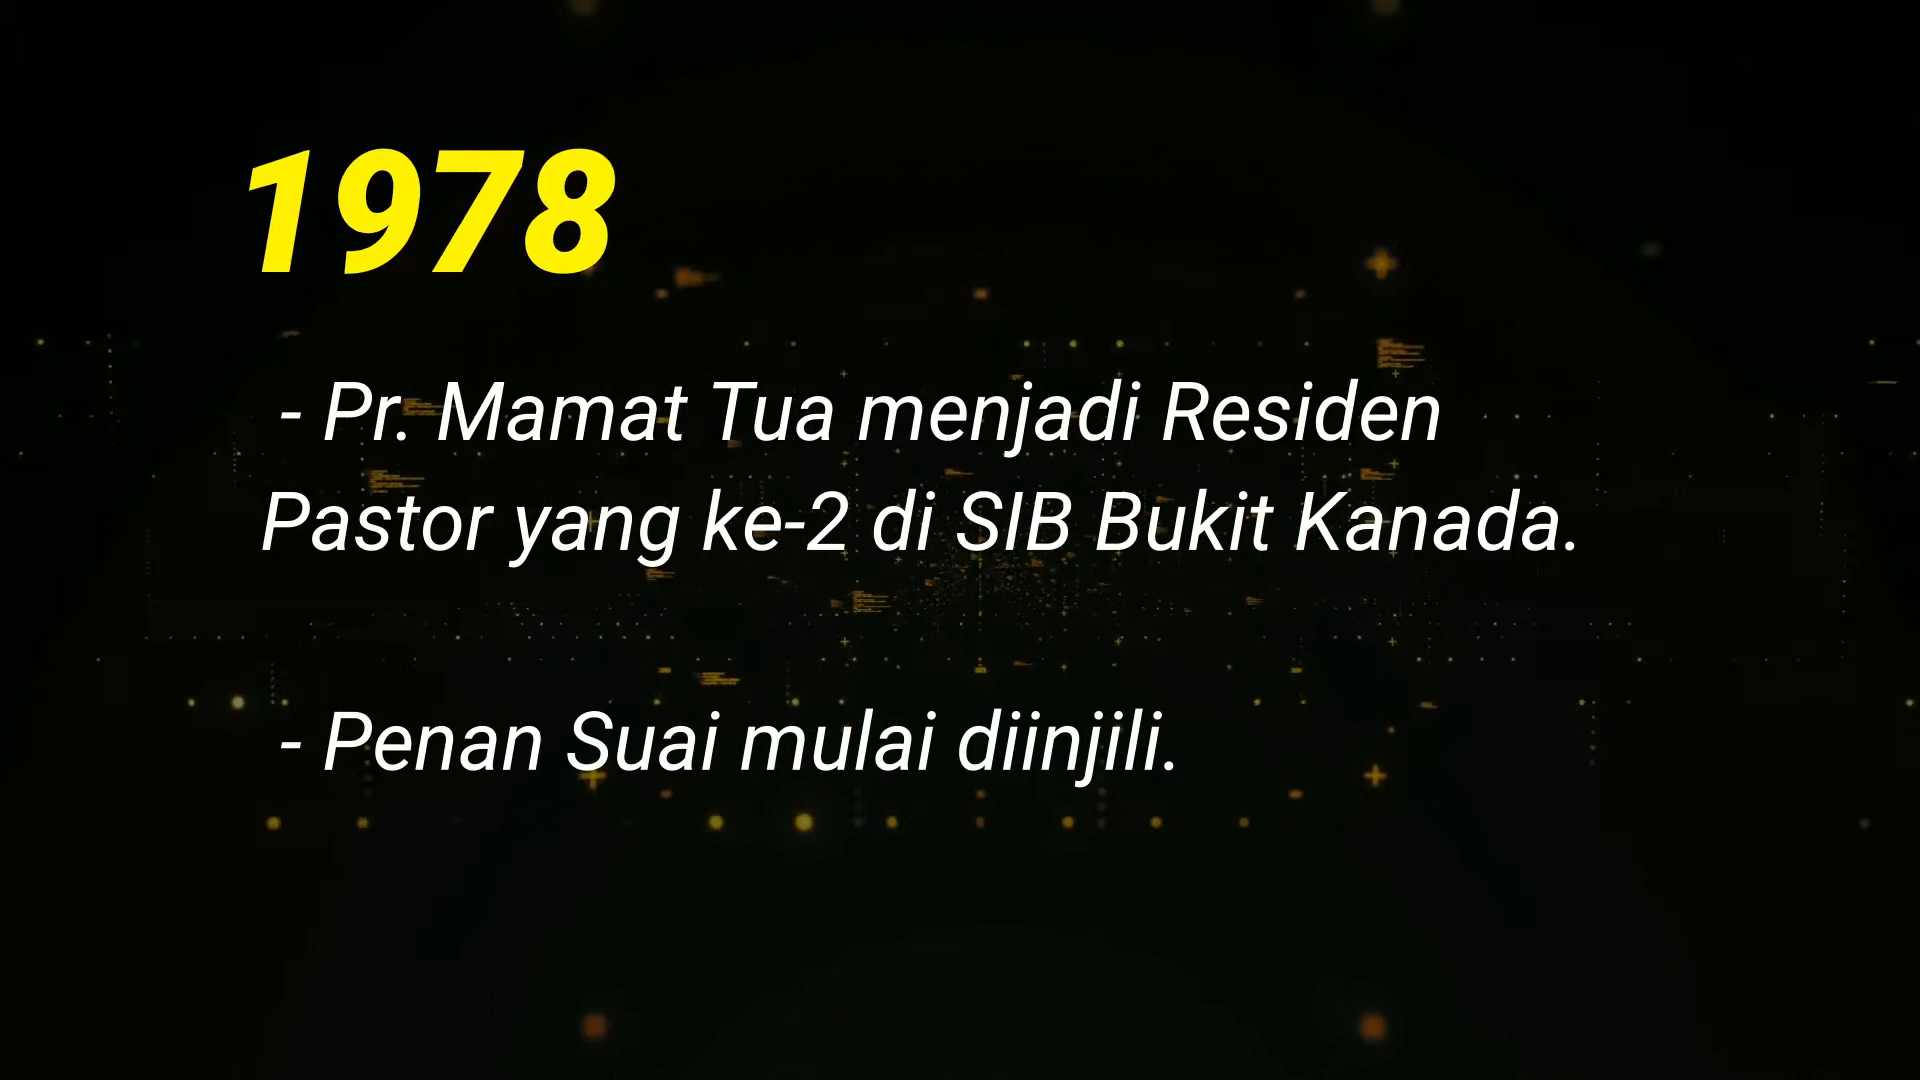 1978
- Pr. Mamat Tua menjadi Residen
Pastor yang ke-2 di SIB Bukit Kanada.
- Penan Suai mulai diinjili.